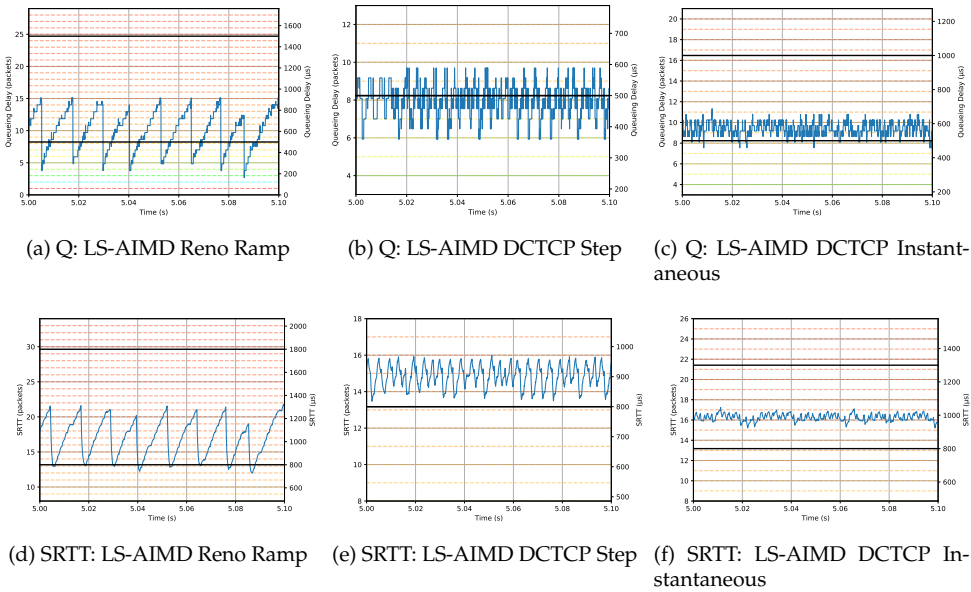 25
20
15
10
5
0
Queueing Delay (packets)
1600
1400
1200
1000
800
600
400
200
0
Queueing Delay (µs)
5.00 5.02 5.04 5.06 5.08 5.10
Time (s)
12
10
8
6
4
Queueing Delay (packets)
700
600
500
400
300
200
Queueing Delay (µs)
5.00 5.02 5.04 5.06 5.08 5.10
Time (s)
20
18
16
14
12
10
8
6
4
Queueing Delay (packets)
1200
1000
800
600
400
200
Queueing Delay (µs)
5.00 5.02 5.04 5.06 5.08 5.10
Time (s)
(a) Q: LS-AIMD Reno Ramp
(b) Q: LS-AIMD DCTCP Step
(c) Q: LS-AIMD DCTCP Instant-
aneous
30
25
20
15
10
SRTT (packets)
2000
1800
1600
1400
1200
1000
800
600
SRTT (µs)
5.00 5.02 5.04 5.06 5.08 5.10
Time (s)
18
16
14
12
10
8
SRTT (packets)
1000
900
800
700
600
500
SRTT (µs)
5.00 5.02 5.04 5.06 5.08 5.10
Time (s)
26
24
22
20
18
16
14
12
10
8
SRTT (packets)
1400
1200
1000
800
600
SRTT (µs)
5.00 5.02 5.04 5.06 5.08 5.10
Time (s)
(d) SRTT: LS-AIMD Reno Ramp
(e) SRTT: LS-AIMD DCTCP Step
(f) SRTT: LS-AIMD DCTCP In-
stantaneous